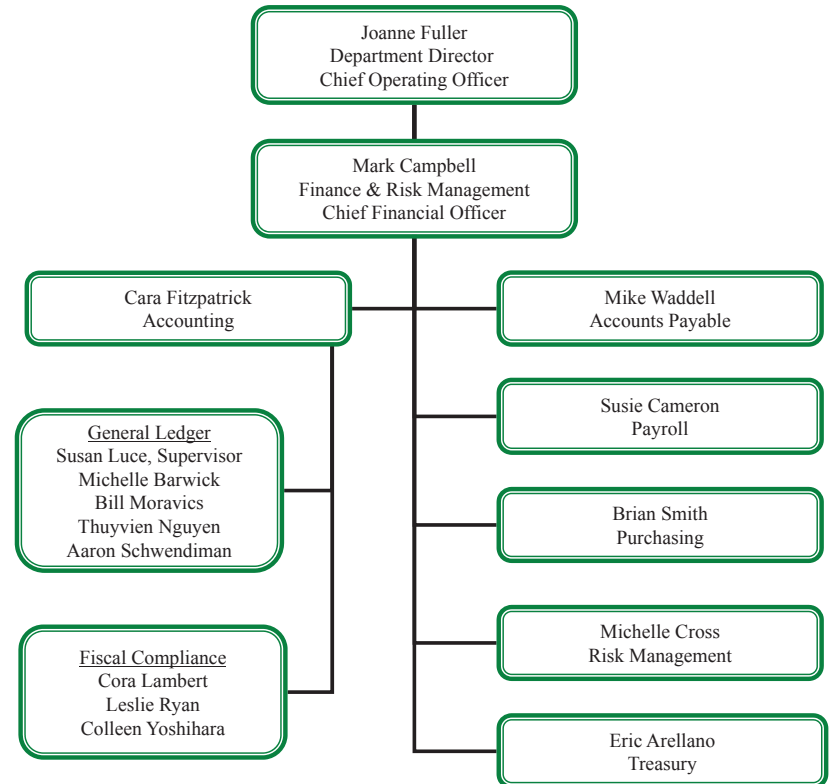 Joanne Fuller
Department Director
Chief Operating Officer
Mark Campbell
Finance & Risk Management
Chief Financial Officer
Cara Fitzpatrick
Accounting
General Ledger
Susan Luce, Supervisor
Michelle Barwick
Bill Moravics
Thuyvien Nguyen
Aaron Schwendiman
Fiscal Compliance
Cora Lambert
Leslie Ryan
Colleen Yoshihara
Mike Waddell
Accounts Payable
Susie Cameron
Payroll
Brian Smith
Purchasing
Michelle Cross
Risk Management
Eric Arellano
Treasury